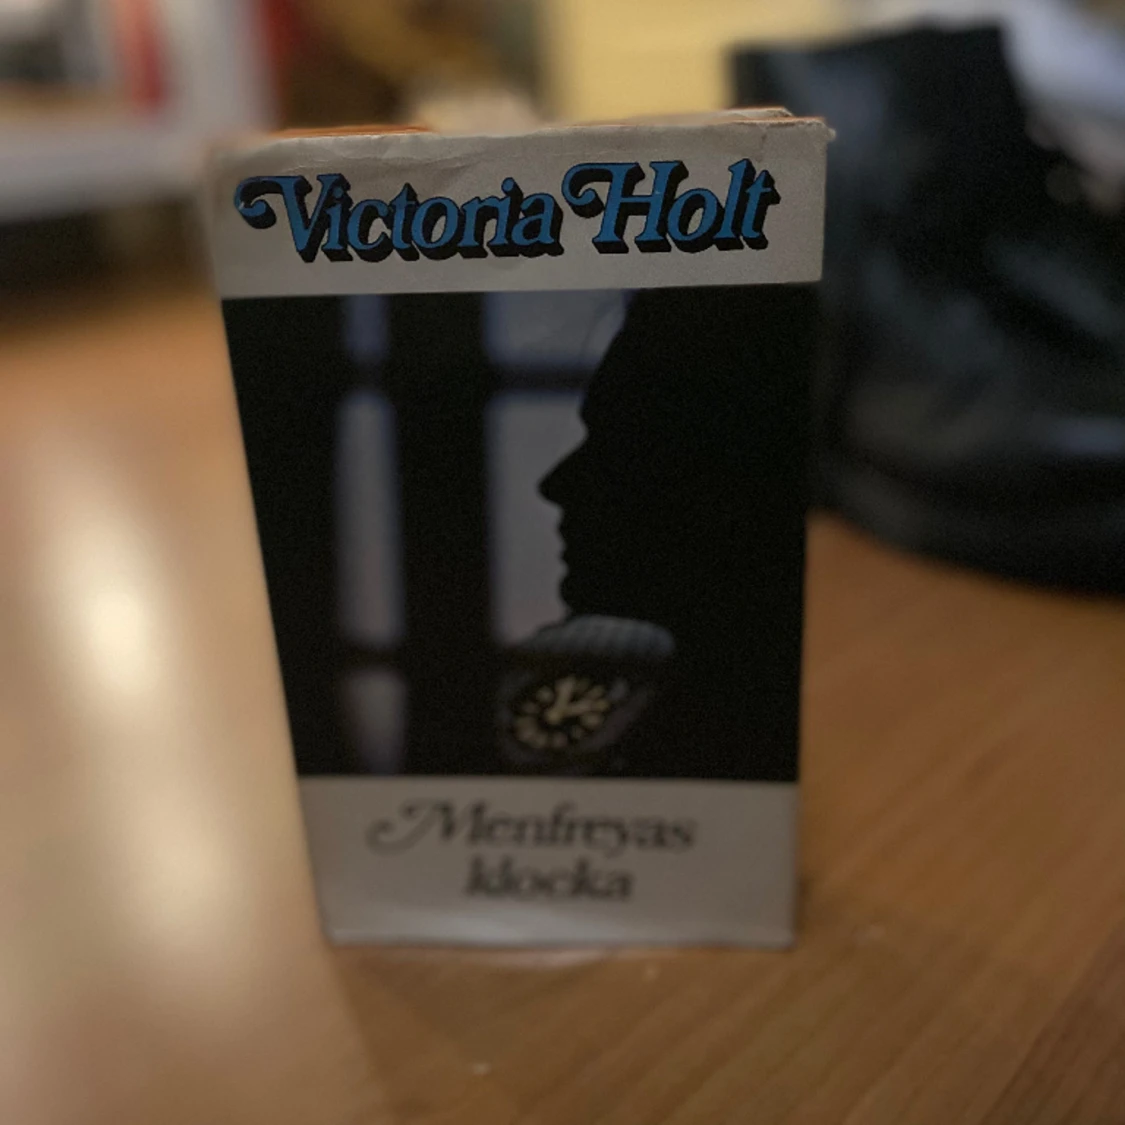 Victoria Holt
Menfreyas
klocka